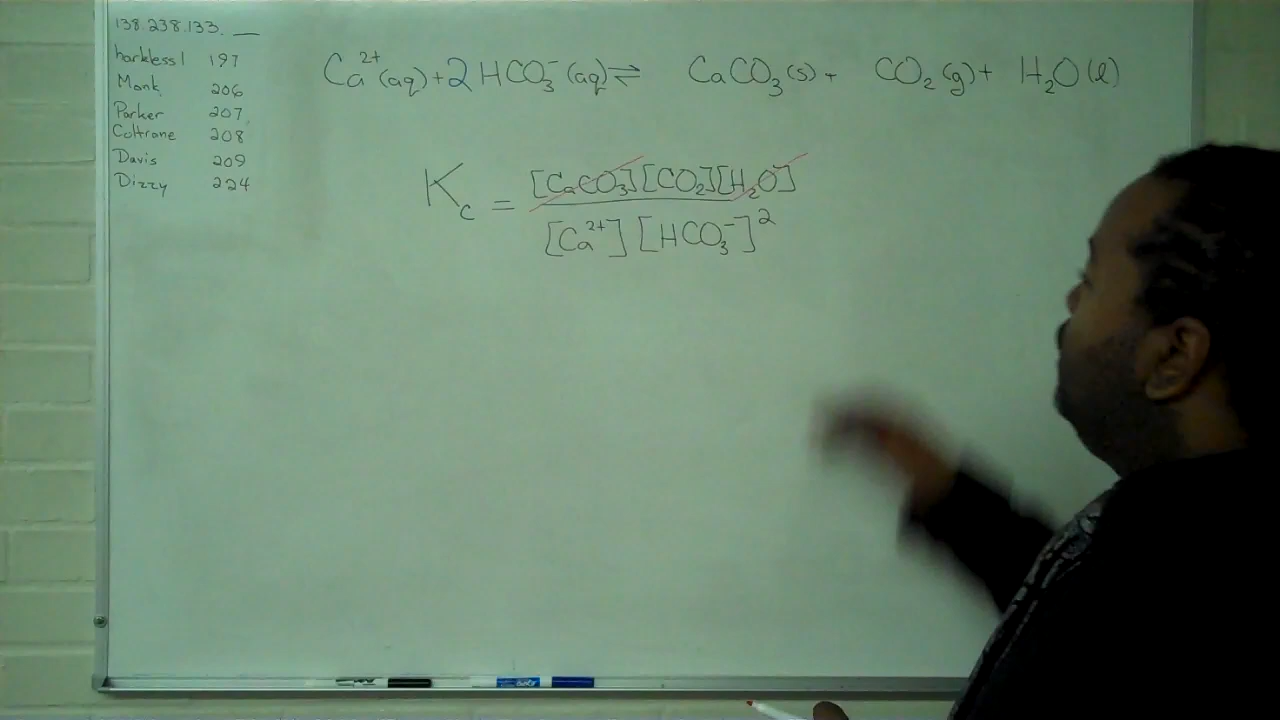 138.238.133. __
harkless1 197
Monk 206
Parker 207
Coltrane 208
Davis 209
Dizzy 224
Ca²⁺(aq) + 2 HCO₃⁻(aq) ⇌ CaCO₃(s) + CO₂(g) + H₂O(l)
[CaCO₃][CO₂][H₂O]
K_c =
[Ca²⁺][HCO₃⁻]²